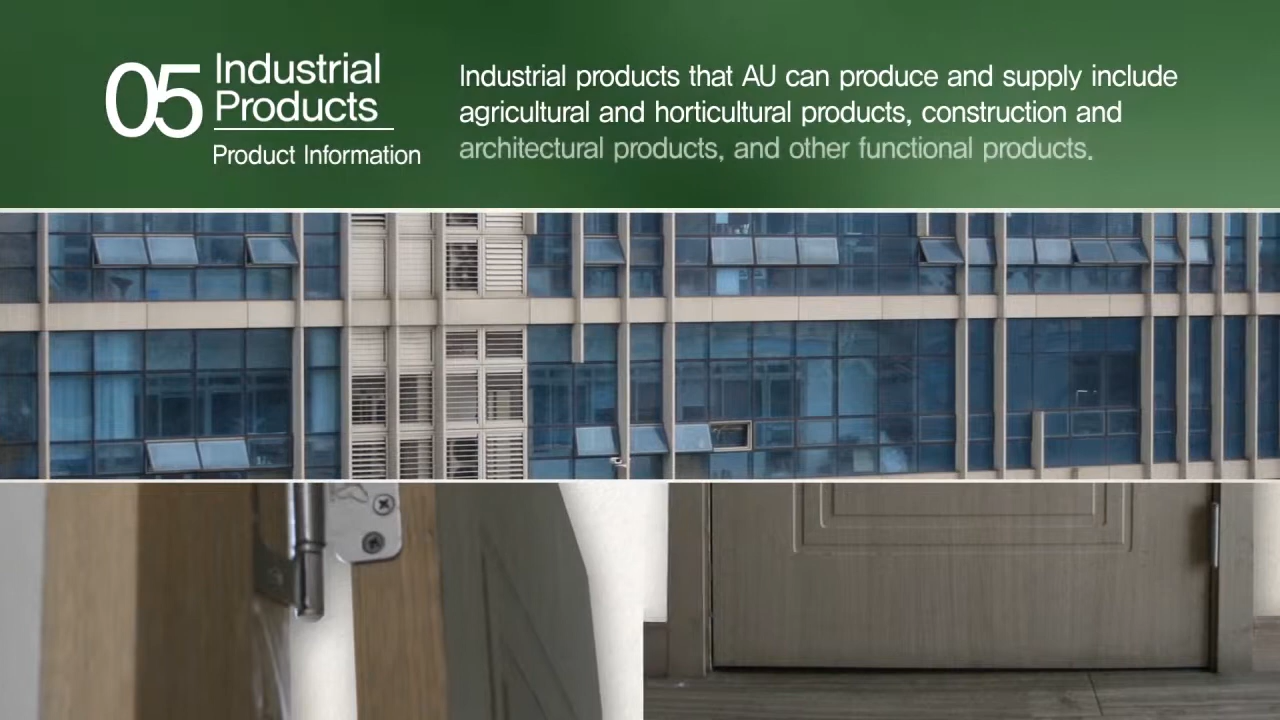 05
Industrial
Products
Product Information
Industrial products that AU can produce and supply include
agricultural and horticultural products, construction and
architectural products, and other functional products.